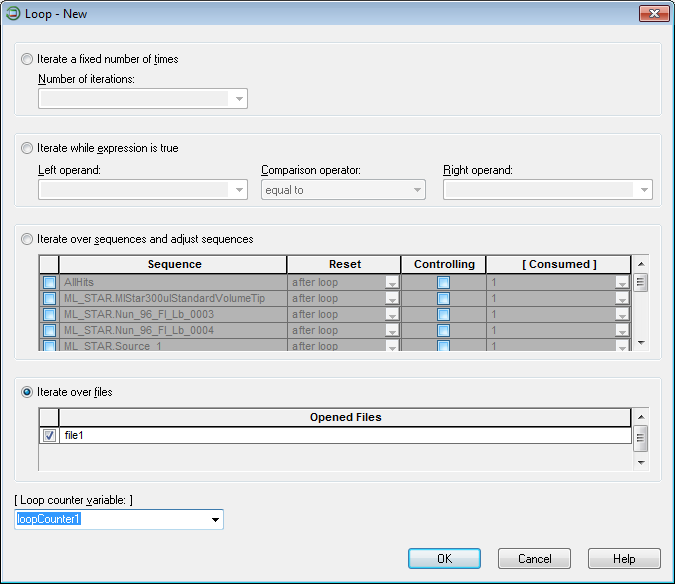 Loop - New
Iterate a fixed number of times
Number of iterations:
Iterate while expression is true
Left operand: Comparison operator: Right operand:
equal to
Iterate over sequences and adjust sequences
Sequence Reset Controlling [ Consumed ]
AllHits after loop 1
ML_STAR.MlStar300ulStandardVolumeTip after loop 1
ML_STAR.Nun_96_Fl_Lb_0003 after loop 1
ML_STAR.Nun_96_Fl_Lb_0004 after loop 1
ML_STAR.Source_1 after loop 1
Iterate over files
Opened Files
file1
[ Loop counter variable: ]
loopCounter1
OK Cancel Help